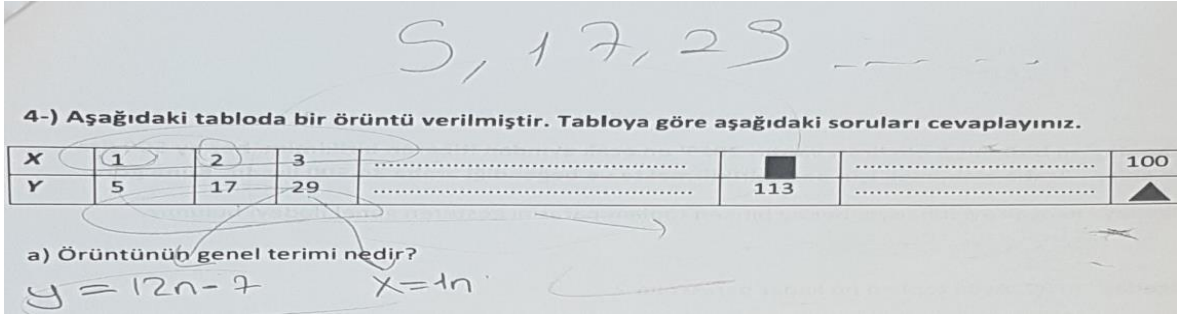 5, 17, 29 ........
4-) Aşağıdaki tabloda bir örüntü verilmiştir. Tabloya göre aşağıdaki soruları cevaplayınız.
X 1 2 3 ........................................ ■ ............................... 100
Y 5 17 29 ........................................ 113 ............................... ▲
a) Örüntünün genel terimi nedir?
y = 12n - 7 x = 1n